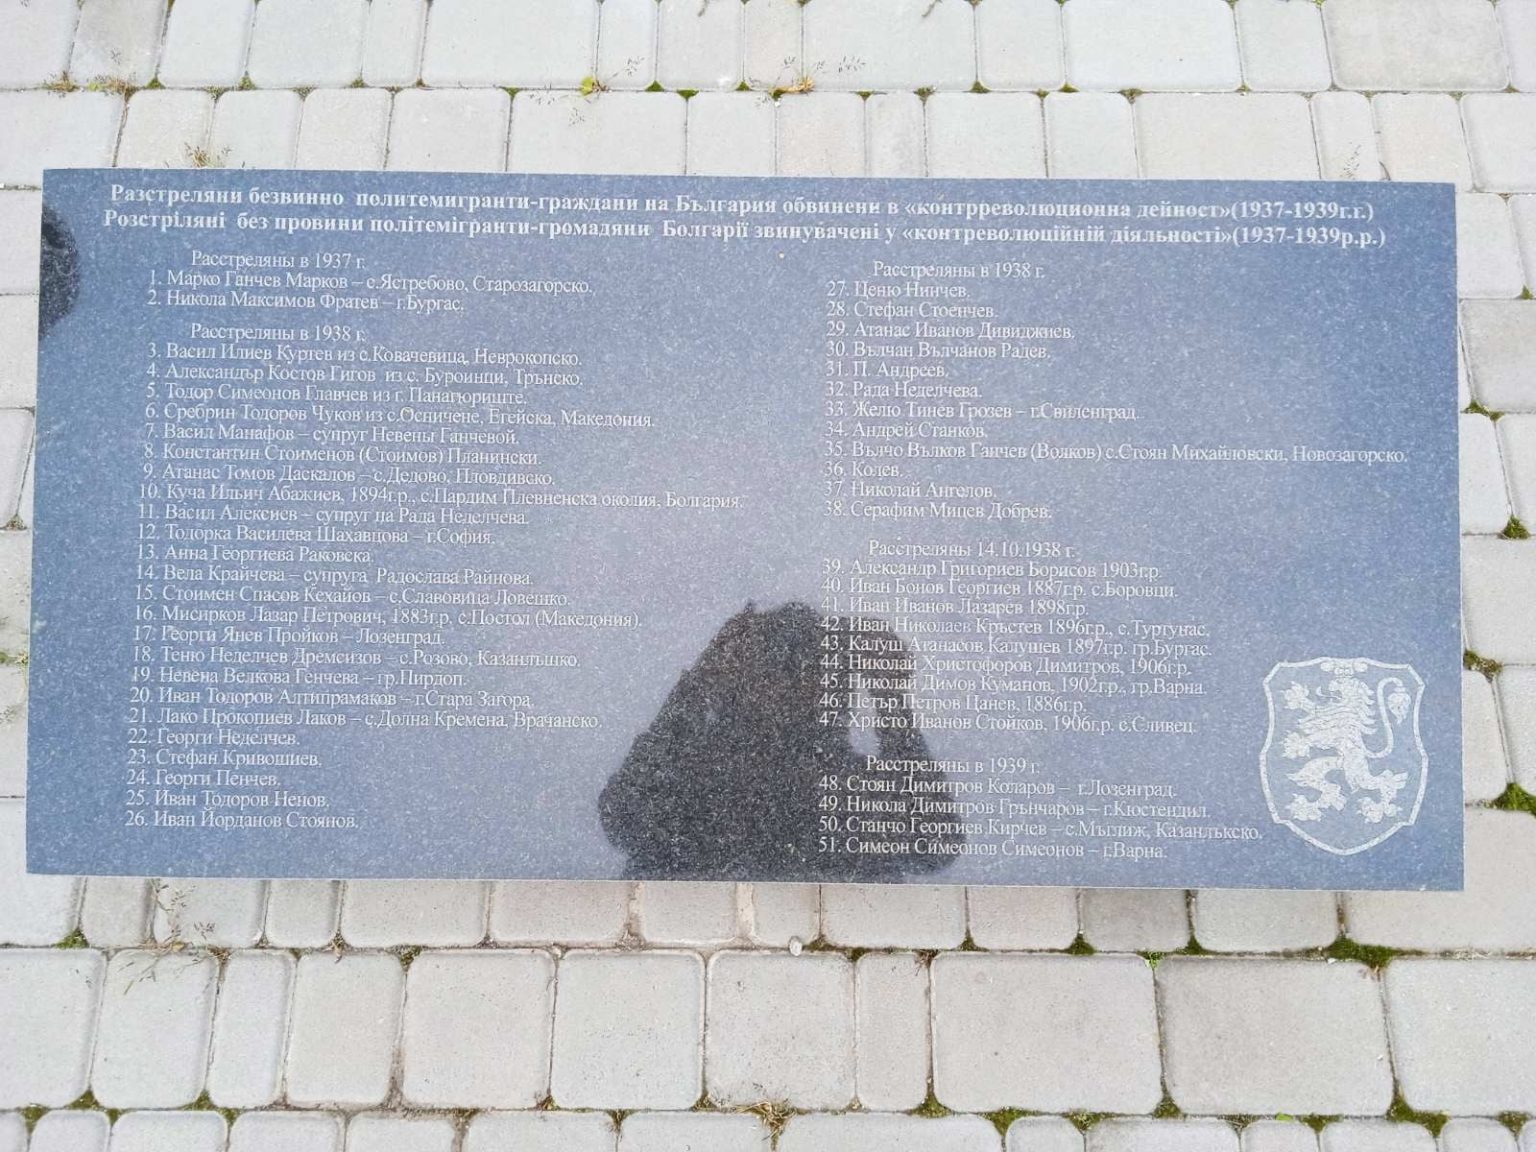 Разстреляни безвинно политемигранти-граждани на България обвинени в «контрреволюционна дейност»(1937-1939г.г.)
Розстріляні без провини політемігранти-громадяни Болгарії звинувачені у «контреволюційній діяльності»(1937-1939р.р.)
Расстреляны в 1937 г.
1. Марко Ганчев Марков – с.Ястребово, Старозагорско.
2. Никола Максимов Фратев – г.Бургас.
Расстреляны в 1938 г.
3. Васил Илиев Куртев из с.Ковачевица, Неврокопско.
4. Александър Костов Гигов из с. Буроинци, Трънско.
5. Тодор Симеонов Главчев из г. Панагюриште.
6. Сребрин Тодоров Чуков из с.Осничене, Егейска, Македония.
7. Васил Манафов – супруг Невены Ганчевой.
8. Константин Стоименов (Стоимов) Планински.
9. Атанас Томов Даскалов – с.Дедово, Пловдивско.
10. Куча Ильич Абажиев, 1894г.р., с.Пардим Плевненска околия, Болгария.
11. Васил Алексиев – супруг на Рада Неделчева.
12. Тодорка Василева Шахавцова – г.София.
13. Анна Георгиева Раковска.
14. Вела Крайчева – супруга Радослава Райнова.
15. Стоимен Спасов Кехайов – с.Славовица Ловешко.
16. Мисирков Лазар Петрович, 1883г.р. с.Постол (Македония).
17. Георги Янев Пройков – Лозенград.
18. Теню Неделчев Дремсизов – с.Розово, Казанлъшко.
19. Невена Велкова Генчева – гр.Пирдоп.
20. Иван Тодоров Алтипрамаков – г.Стара Загора.
21. Лако Прокопиев Лаков – с.Долна Кремена, Врачанско.
22. Георги Неделчев.
23. Стефан Кривошиев.
24. Георги Пенчев.
25. Иван Тодоров Ненов.
26. Иван Йорданов Стоянов.
Расстреляны в 1938 г.
27. Ценю Нинчев.
28. Стефан Стоенчев.
29. Атанас Иванов Дивиджиев.
30. Вълчан Вълчанов Радев.
31. П. Андреев.
32. Рада Неделчева.
33. Желю Тинев Грозев – г.Свиленград.
34. Андрей Станков.
35. Вълчо Вълков Ганчев (Волков) с.Стоян Михайловски, Новозагорско.
36. Колев.
37. Николай Ангелов.
38. Серафим Мицев Добрев.
Расстреляны 14.10.1938 г.
39. Александр Григориев Борисов 1903г.р.
40. Иван Бонов Георгиев 1887г.р. с.Боровци.
41. Иван Иванов Лазарев 1898г.р.
42. Иван Николаев Кръстев 1896г.р., с.Тургунас.
43. Калуш Атанасов Калушев 1897г.р. гр.Бургас.
44. Николай Христофоров Димитров, 1906г.р.
45. Николай Димов Куманов, 1902г.р., гр.Варна.
46. Петър Петров Цанев, 1886г.р.
47. Христо Иванов Стойков, 1906г.р. с.Сливец.
Расстреляны в 1939 г.
48. Стоян Димитров Коларов – г.Лозенград.
49. Никола Димитров Грънчаров – г.Кюстендил.
50. Станчо Георгиев Кирчев – с.Мъглиж, Казанлъкско.
51. Симеон Симеонов Симеонов – г.Варна.